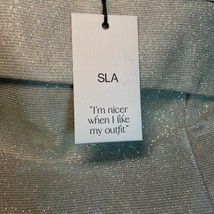 SLA
"I'm nicer
when I like
my outfit"